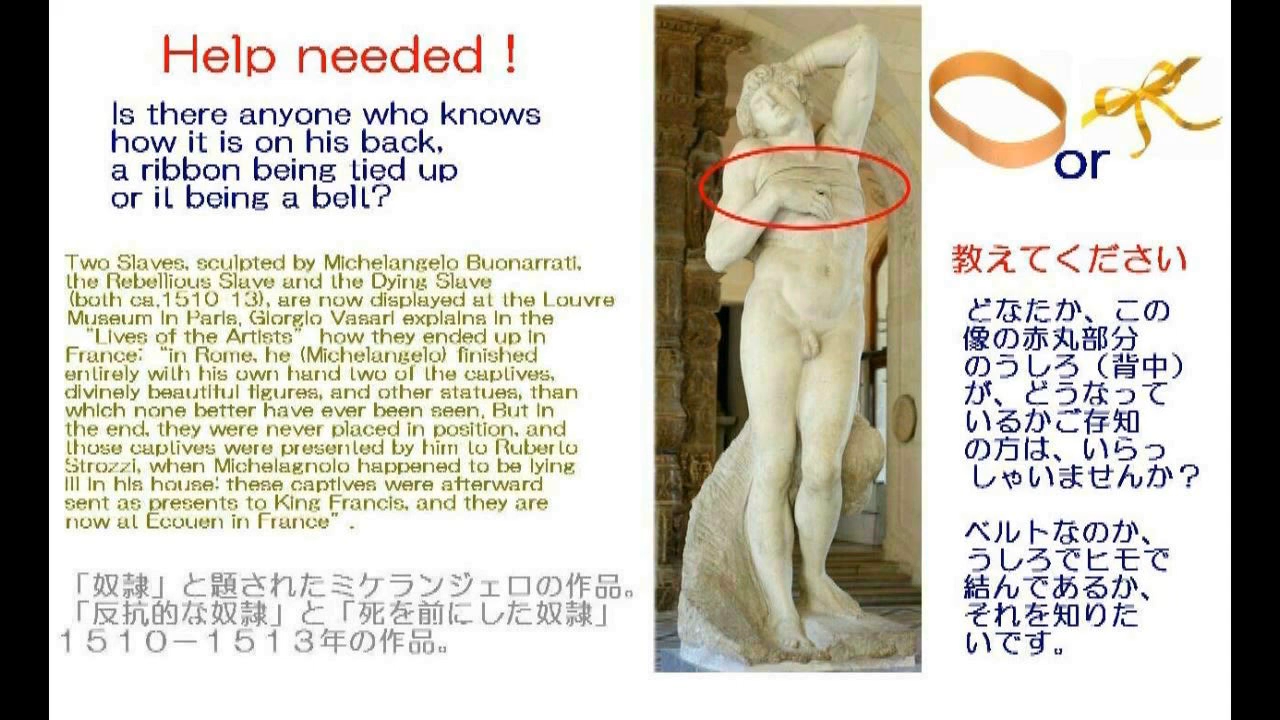 Help needed !
Is there anyone who knows
how it is on his back,
a ribbon being tied up
or it being a belt?
Two Slaves, sculpted by Michelangelo Buonarrati,
the Rebellious Slave and the Dying Slave
(both ca.1510-13), are now displayed at the Louvre
Museum in Paris, Giorgio Vasari explains in the
“Lives of the Artists” how they ended up in
France: “in Rome, he (Michelangelo) finished
entirely with his own hand two of the captives,
divinely beautiful figures, and other statues, than
which none better have ever been seen, But in
the end, they were never placed in position, and
those captives were presented by him to Ruberto
Strozzi, when Michelagnolo happened to be lying
ill in his house: these captives were afterward
sent as presents to King Francis, and they are
now at Ecouen in France”.
「奴隷」と題されたミケランジェロの作品。
「反抗的な奴隷」と「死を前にした奴隷」
１５１０－１５１３年の作品。
or
教えてください
どなたか、この
像の赤丸部分
のうしろ（背中）
が、どうなって
いるかご存知
の方は、いらっ
しゃいませんか？
ベルトなのか、
うしろでヒモで
結んであるか、
それを知りた
いです。